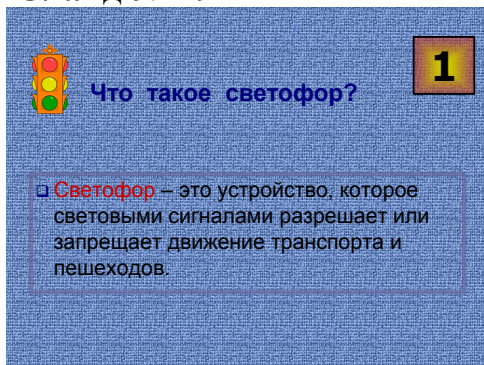 1
Что такое светофор?
Светофор – это устройство, которое
световыми сигналами разрешает или
запрещает движение транспорта и
пешеходов.